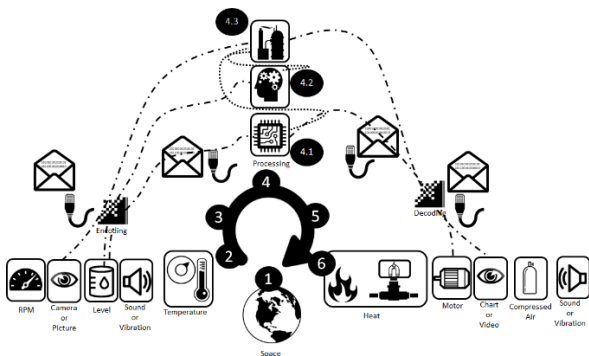 4.3
4.2
4.1
Processing
4
3
5
2
6
1
Encoding
Decoding
RPM
Camera
or
Picture
Level
Sound
or
Vibration
Temperature
Space
Heat
Motor
Chart
or
Video
Compressed
Air
Sound
or
Vibration